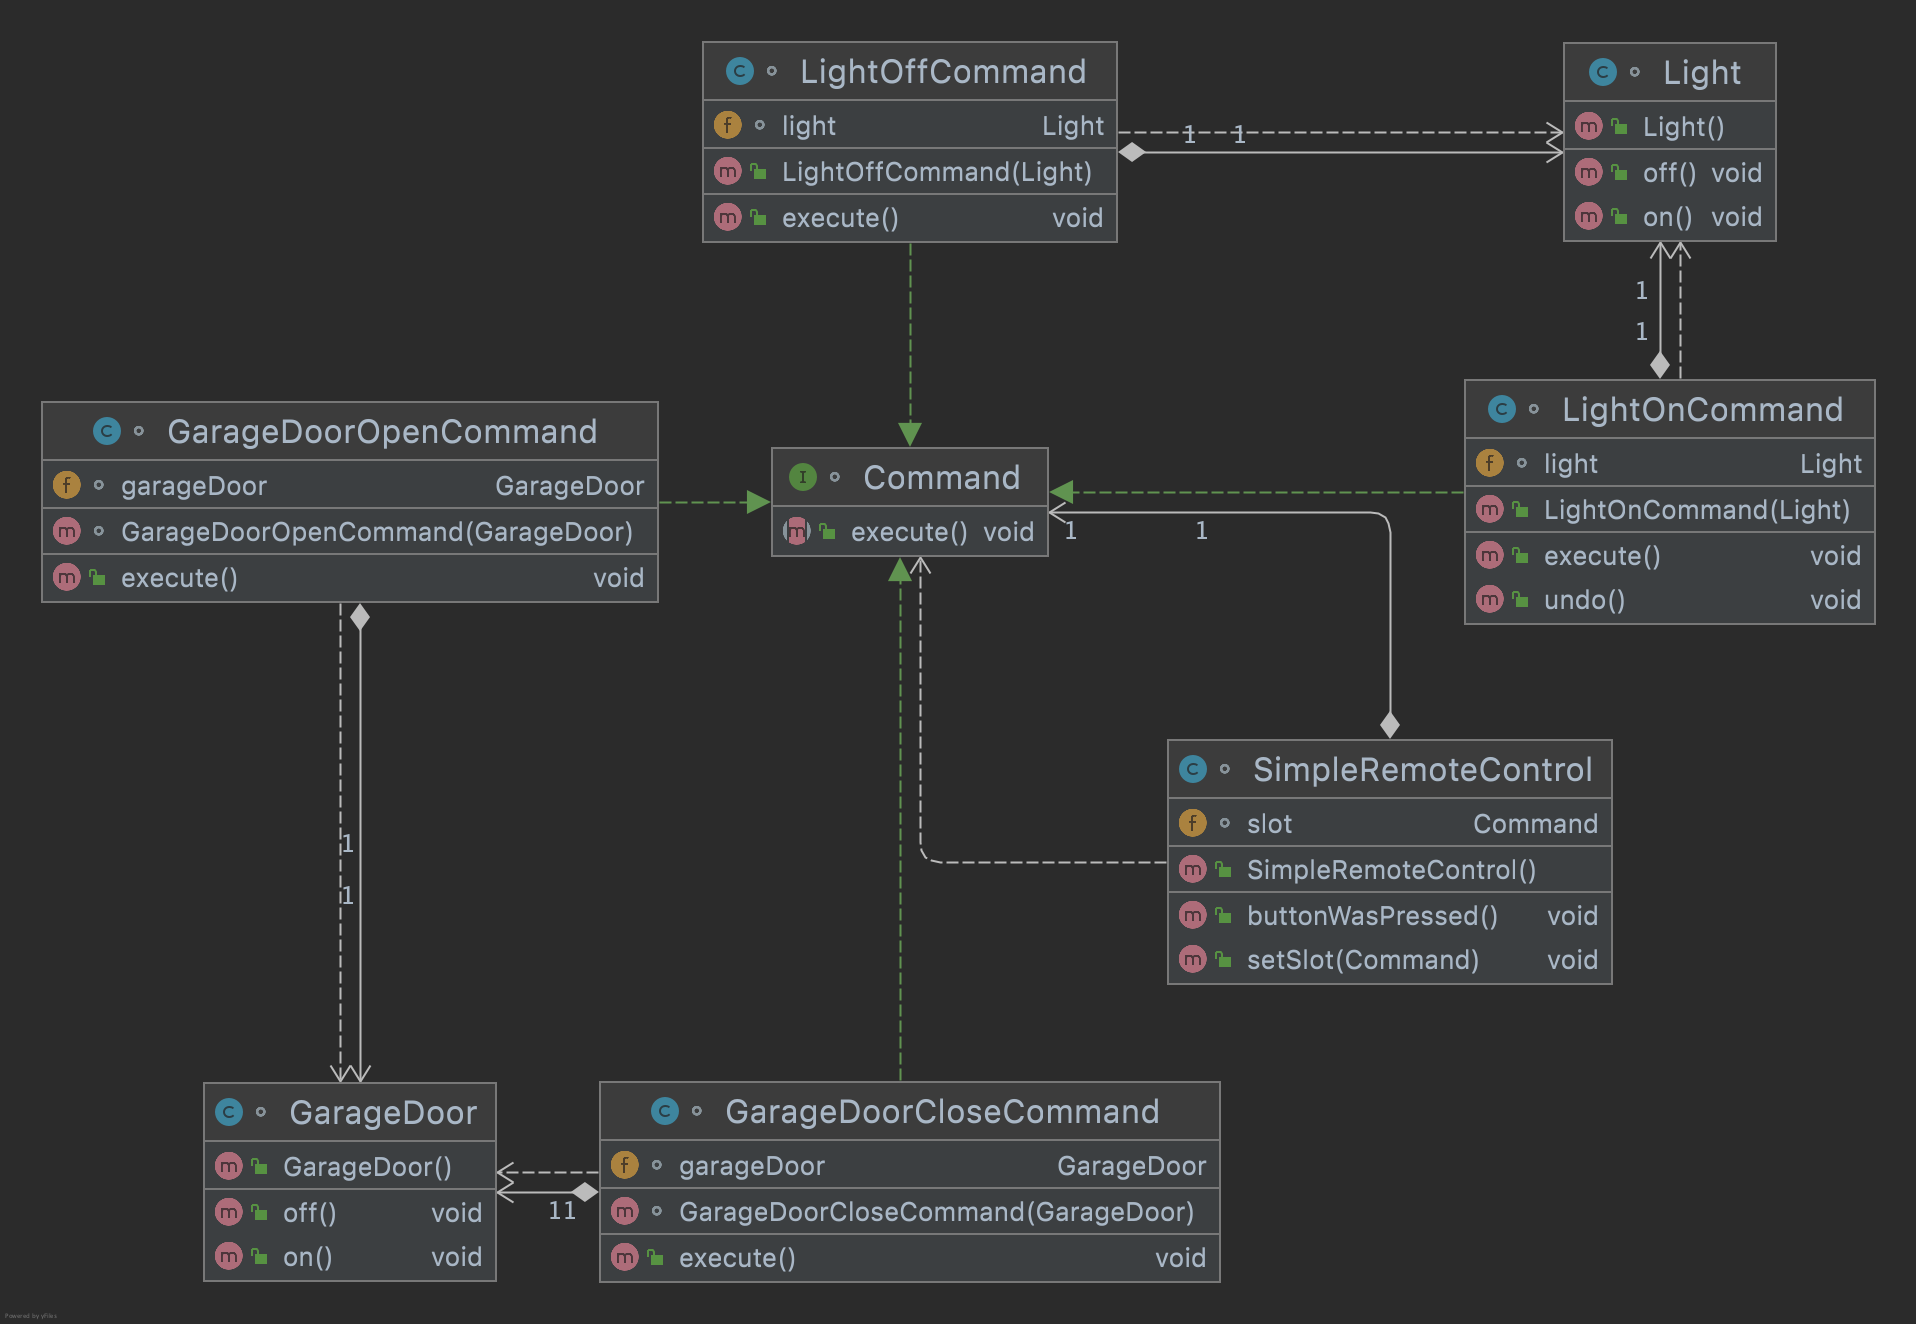 LightOffCommand
light Light
LightOffCommand(Light)
execute() void
Light
Light()
off() void
on() void
1 1
1
1
GarageDoorOpenCommand
garageDoor GarageDoor
GarageDoorOpenCommand(GarageDoor)
execute() void
Command
execute() void
1 1
LightOnCommand
light Light
LightOnCommand(Light)
execute() void
undo() void
SimpleRemoteControl
slot Command
SimpleRemoteControl()
buttonWasPressed() void
setSlot(Command) void
1
1
GarageDoor
GarageDoor()
off() void
on() void
11
GarageDoorCloseCommand
garageDoor GarageDoor
GarageDoorCloseCommand(GarageDoor)
execute() void
Powered by yFiles